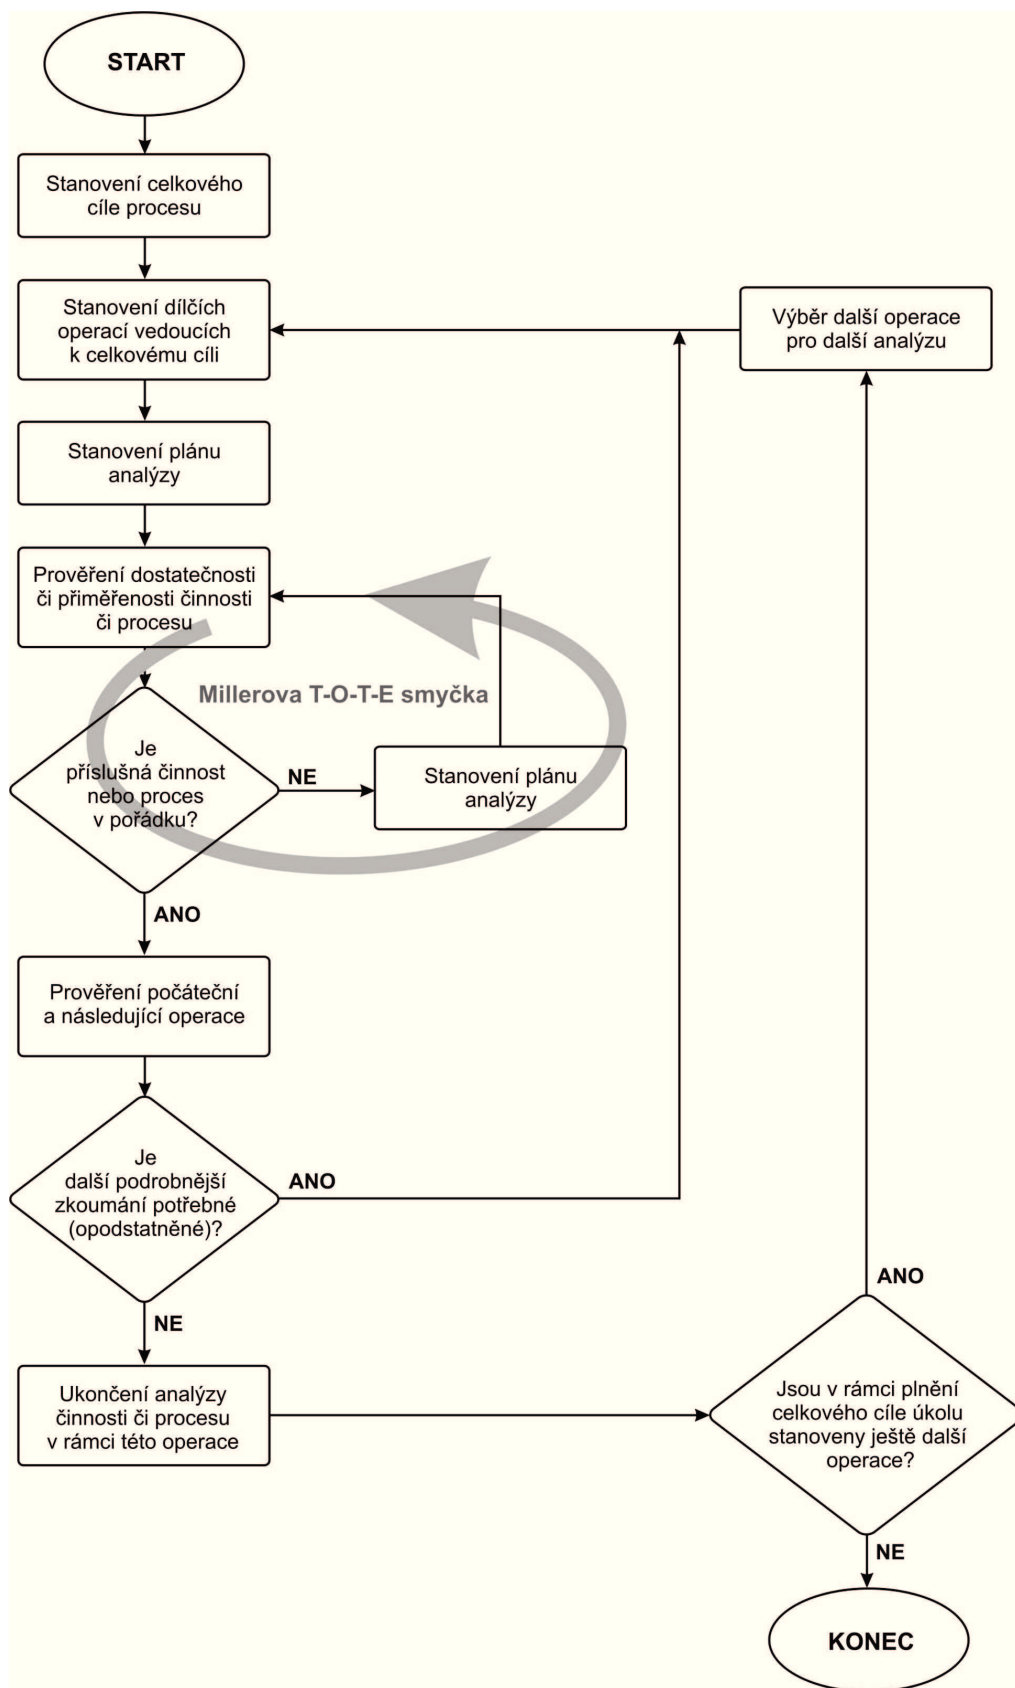 START
Stanovení celkového
cíle procesu
Stanovení dílčích
operací vedoucích
k celkovému cíli
Výběr další operace
pro další analýzu
Stanovení plánu
analýzy
Prověření dostatečnosti
či přiměřenosti činnosti
či procesu
Millerova T-O-T-E smyčka
Je
příslušná činnost
nebo proces
v pořádku?
NE
Stanovení plánu
analýzy
ANO
Prověření počáteční
a následující operace
Je
další podrobnější
zkoumání potřebné
(opodstatněné)?
ANO
NE
Ukončení analýzy
činnosti či procesu
v rámci této operace
ANO
Jsou v rámci plnění
celkového cíle úkolu
stanoveny ještě další
operace?
NE
KONEC